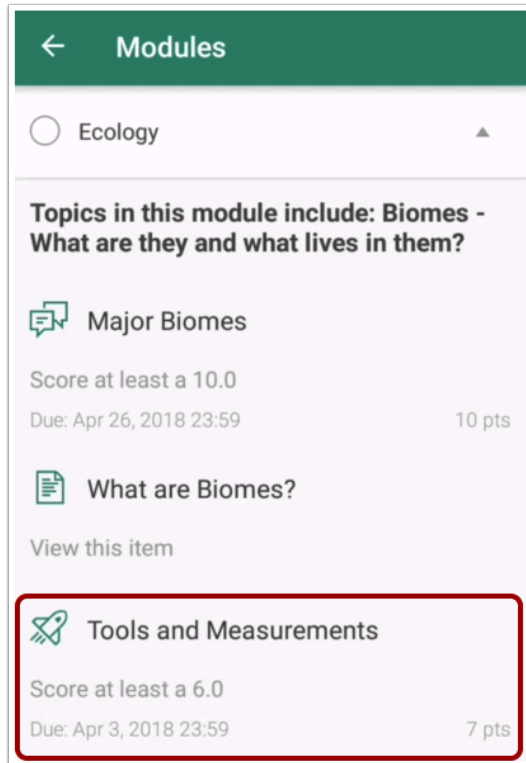 Modules
Ecology
Topics in this module include: Biomes -
What are they and what lives in them?
Major Biomes
Score at least a 10.0
Due: Apr 26, 2018 23:59 10 pts
What are Biomes?
View this item
Tools and Measurements
Score at least a 6.0
Due: Apr 3, 2018 23:59 7 pts